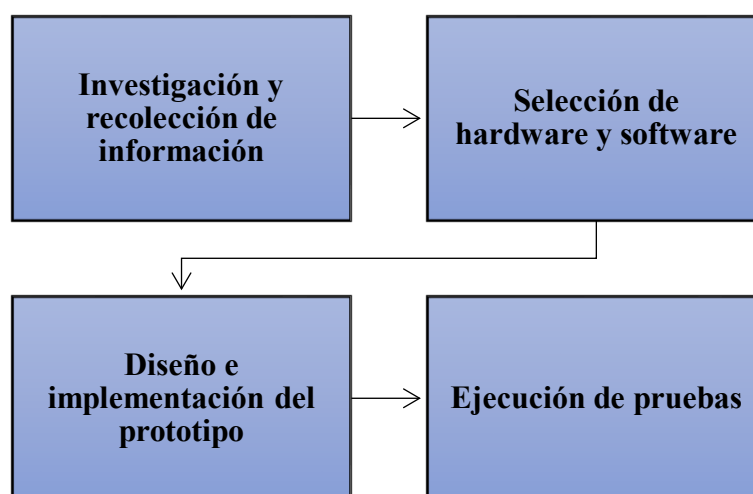 Investigación y
recolección de
información
Selección de
hardware y software
Diseño e
implementación del
prototipo
Ejecución de pruebas